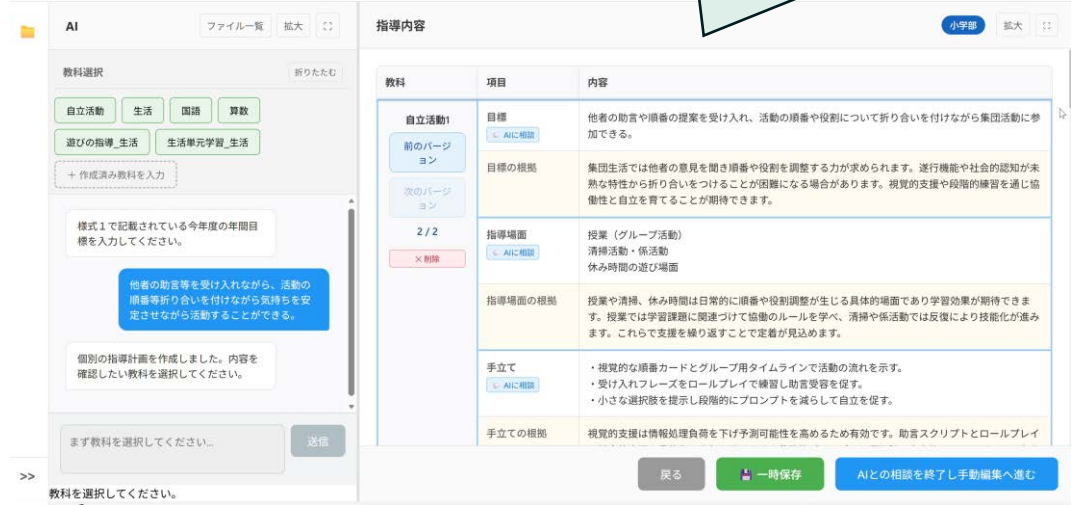 AI
ファイル一覧
拡大
教科選択
折りたたむ
自立活動
生活
国語
算数
遊びの指導_生活
生活単元学習_生活
+ 作成済み教科を入力
様式1で記載されている今年度の年間目
標を入力してください。
他者の助言等を受け入れながら、活動の
順番等折り合いを付けながら気持ちを安
定させながら活動することができる。
個別の指導計画を作成しました。内容を
確認したい教科を選択してください。
まず教科を選択してください...
送信
>>
教科を選択してください。
指導内容
小学部
拡大
教科
項目
内容
自立活動1
前のバージ
ョン
次のバージ
ョン
2 / 2
×削除
目標
AIに相談
他者の助言や順番の提案を受け入れ、活動の順番や役割について折り合いを付けながら集団活動に参
加できる。
目標の根拠
集団生活では他者の意見を聞き順番や役割を調整する力が求められます。遂行機能や社会的認知が未
熟な特性から折り合いをつけることが困難になる場合があります。視覚的支援や段階的練習を通じ協
働性と自立を育てることが期待できます。
指導場面
AIに相談
授業(グループ活動)
清掃活動・係活動
休み時間の遊び場面
指導場面の根拠
授業や清掃、休み時間は日常的に順番や役割調整が生じる具体的場面であり学習効果が期待できま
す。授業では学習課題に関連づけて協働のルールを学べ、清掃や係活動では反復により技能化が進み
ます。これらで支援を繰り返すことで定着が見込めます。
手立て
AIに相談
・視覚的な順番カードとグループ用タイムラインで活動の流れを示す。
・受け入れフレーズをロールプレイで練習し助言受容を促す。
・小さな選択肢を提示し段階的にプロンプトを減らして自立を促す。
手立ての根拠
視覚的支援は情報処理負荷を下げ予測可能性を高めるため有効です。助言スクリプトとロールプレイ
戻る
一時保存
AIとの相談を終了し手動編集へ進む